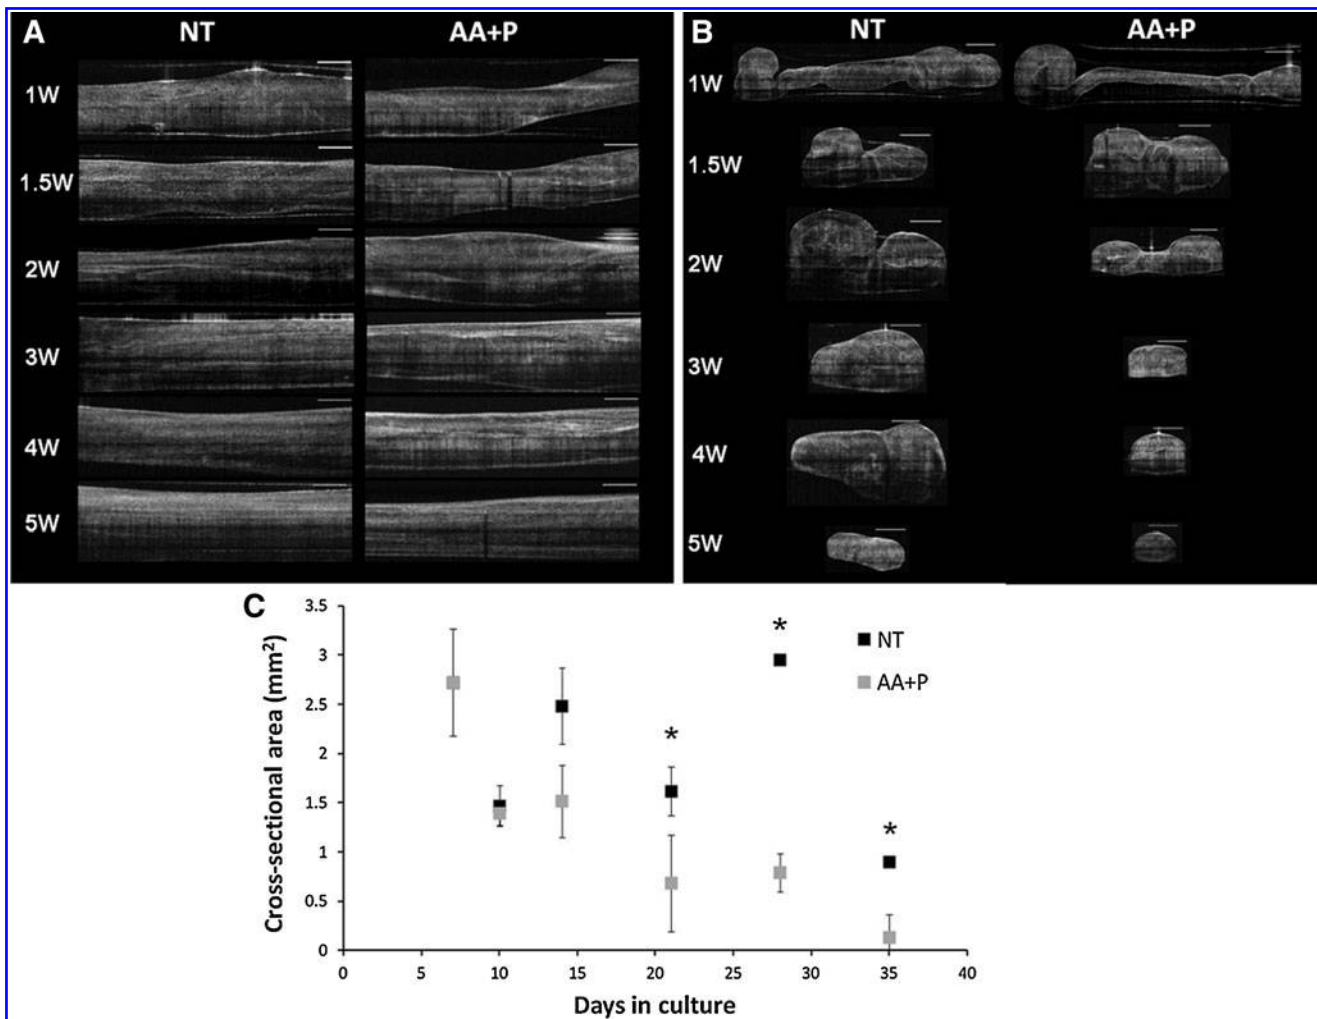 A
NT AA+P
1W
1.5W
2W
3W
4W
5W
B
NT AA+P
1W
1.5W
2W
3W
4W
5W
C
Cross-sectional area (mm²)
3.5
3
2.5
2
1.5
1
0.5
0
0 5 10 15 20 25 30 35 40
Days in culture
* * *
NT
AA+P